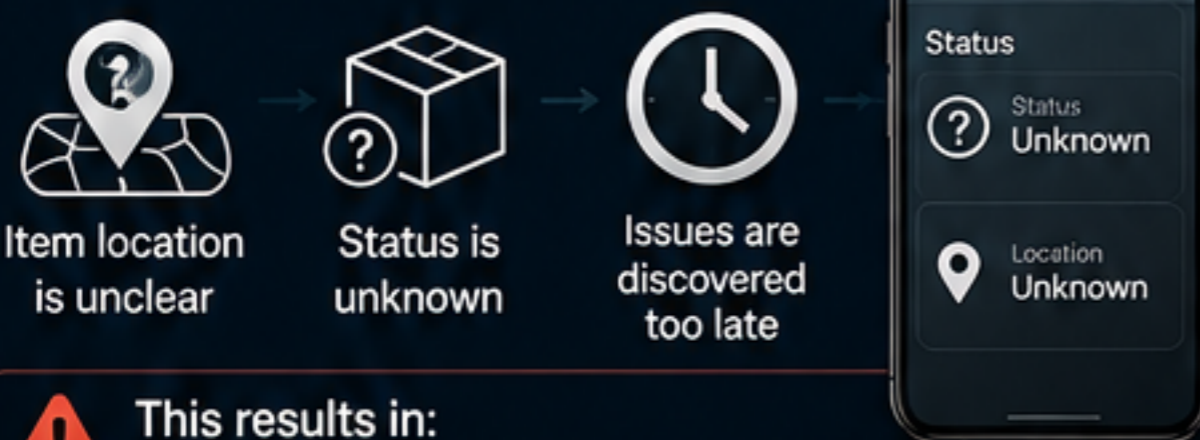 Item location
is unclear
?
Status is
unknown
Issues are
discovered
too late
Status
?
Status
Unknown
Location
Unknown
This results in: